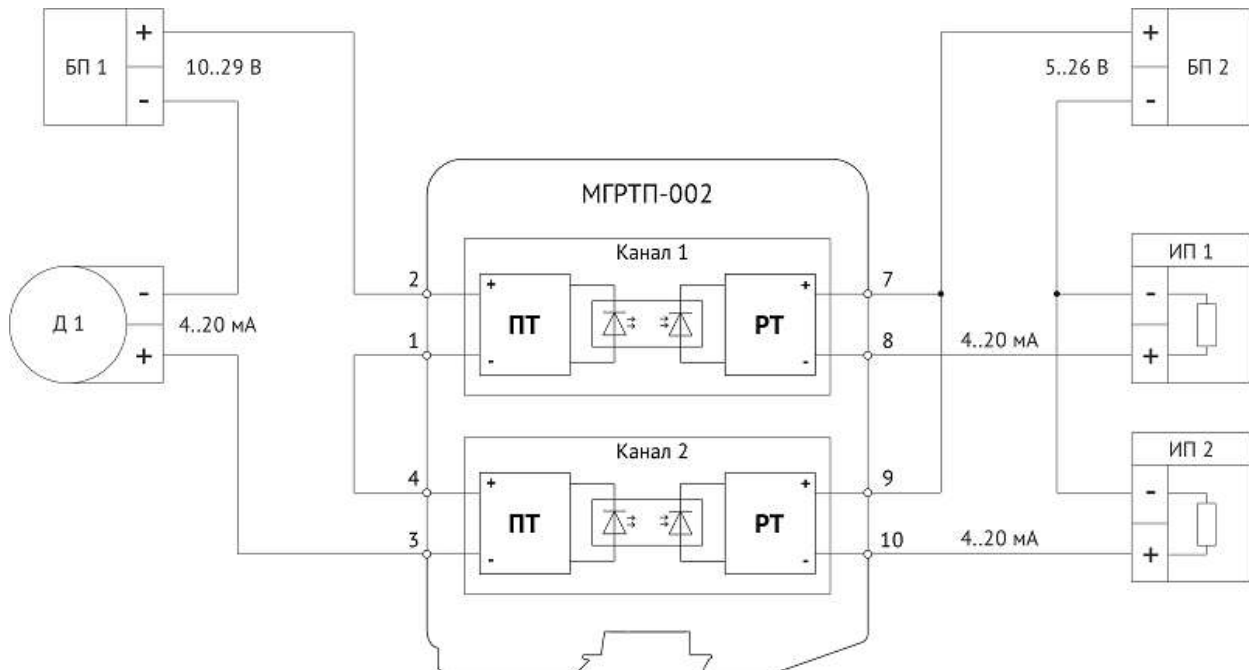 БП 1
+
-
10..29 В
5..26 В
+
-
БП 2
МГРТП-002
Канал 1
2
1
+
-
ПТ
РТ
+
-
7
8
4..20 мА
Д 1
-
+
4..20 мА
ИП 1
-
+
Канал 2
4
3
+
-
ПТ
РТ
+
-
9
10
4..20 мА
ИП 2
-
+